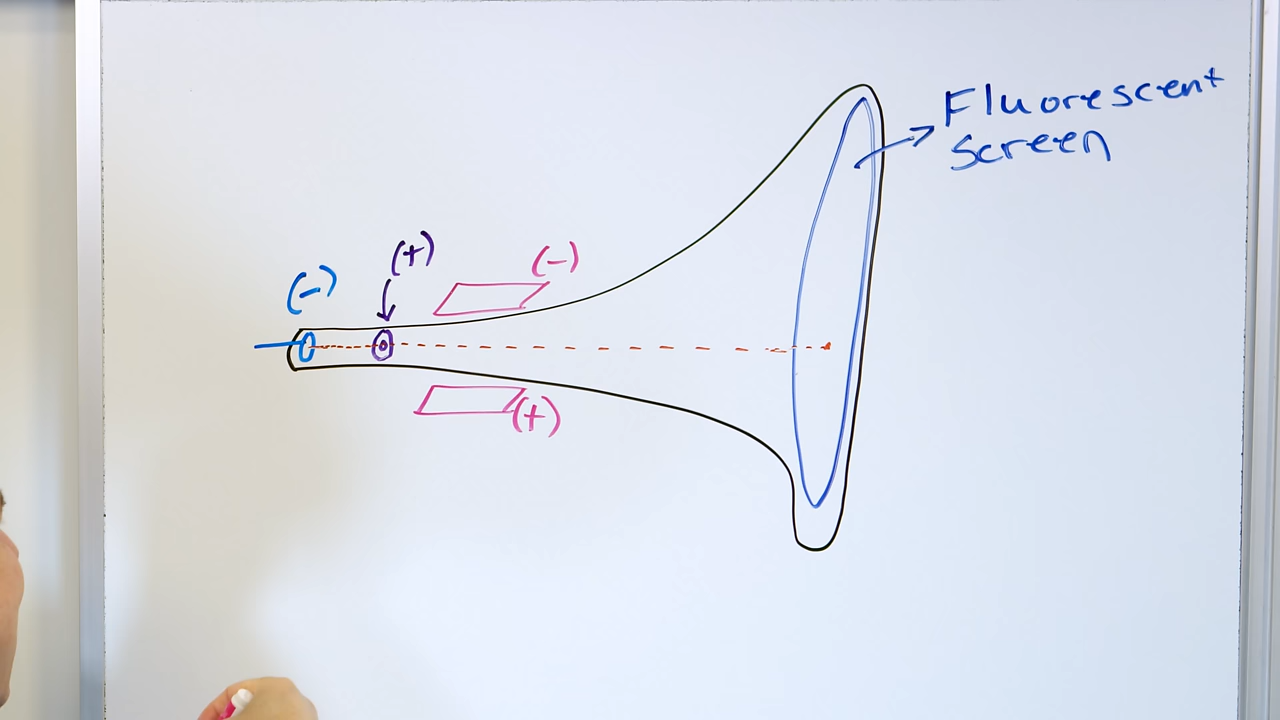 Fluorescent
Screen
(+)
(-)
(-)
(+)